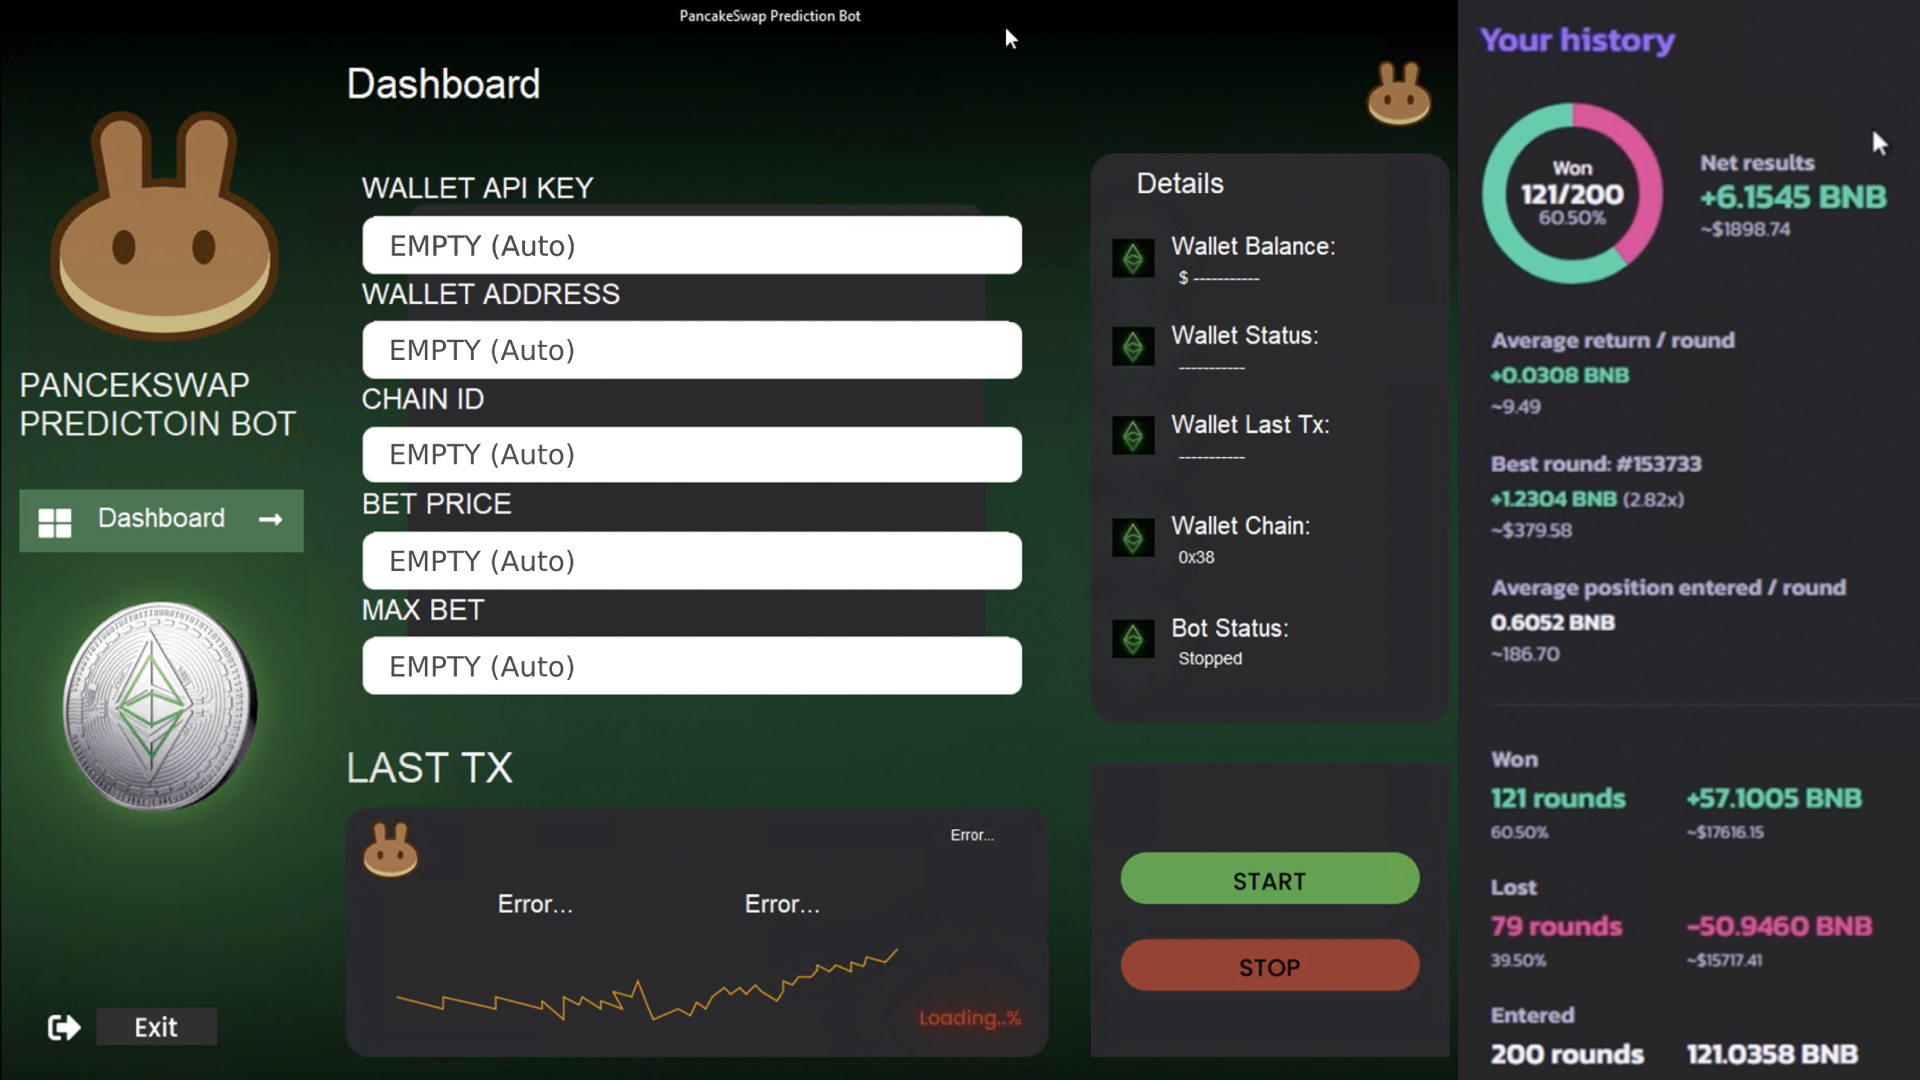 PancakeSwap Prediction Bot
PANCEKSWAP
PREDICTOIN BOT
Dashboard
Exit
Dashboard
WALLET API KEY
EMPTY (Auto)
WALLET ADDRESS
EMPTY (Auto)
CHAIN ID
EMPTY (Auto)
BET PRICE
EMPTY (Auto)
MAX BET
EMPTY (Auto)
LAST TX
Error...
Error... Error...
Loading..%
Details
Wallet Balance:
$ -----------
Wallet Status:
-----------
Wallet Last Tx:
-----------
Wallet Chain:
0x38
Bot Status:
Stopped
START
STOP
Your history
Won
121/200
60.50%
Net results
+6.1545 BNB
~$1898.74
Average return / round
+0.0308 BNB
~9.49
Best round: #153733
+1.2304 BNB (2.82x)
~$379.58
Average position entered / round
0.6052 BNB
~186.70
Won
121 rounds +57.1005 BNB
60.50% ~$17616.15
Lost
79 rounds -50.9460 BNB
39.50% ~$15717.41
Entered
200 rounds 121.0358 BNB